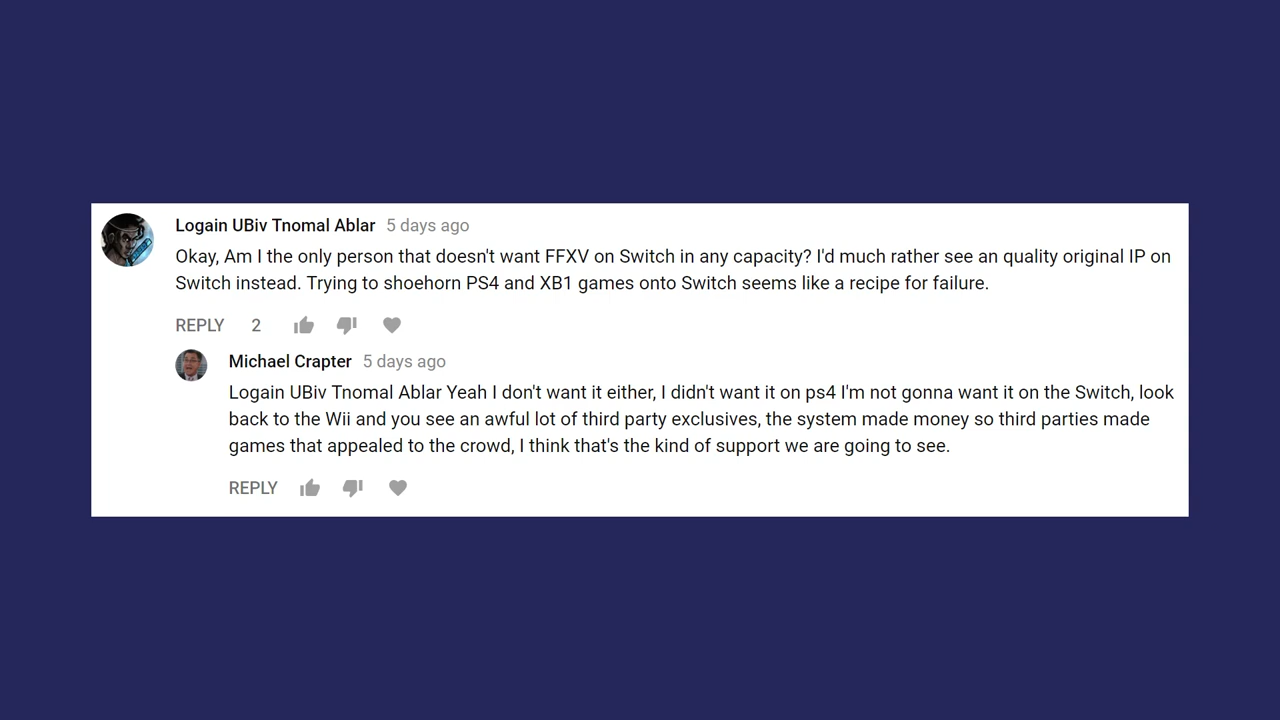 Logain UBiv Tnomal Ablar 5 days ago
Okay, Am I the only person that doesn't want FFXV on Switch in any capacity? I'd much rather see an quality original IP on
Switch instead. Trying to shoehorn PS4 and XB1 games onto Switch seems like a recipe for failure.
REPLY 2
Michael Crapter 5 days ago
Logain UBiv Tnomal Ablar Yeah I don't want it either, I didn't want it on ps4 I'm not gonna want it on the Switch, look
back to the Wii and you see an awful lot of third party exclusives, the system made money so third parties made
games that appealed to the crowd, I think that's the kind of support we are going to see.
REPLY